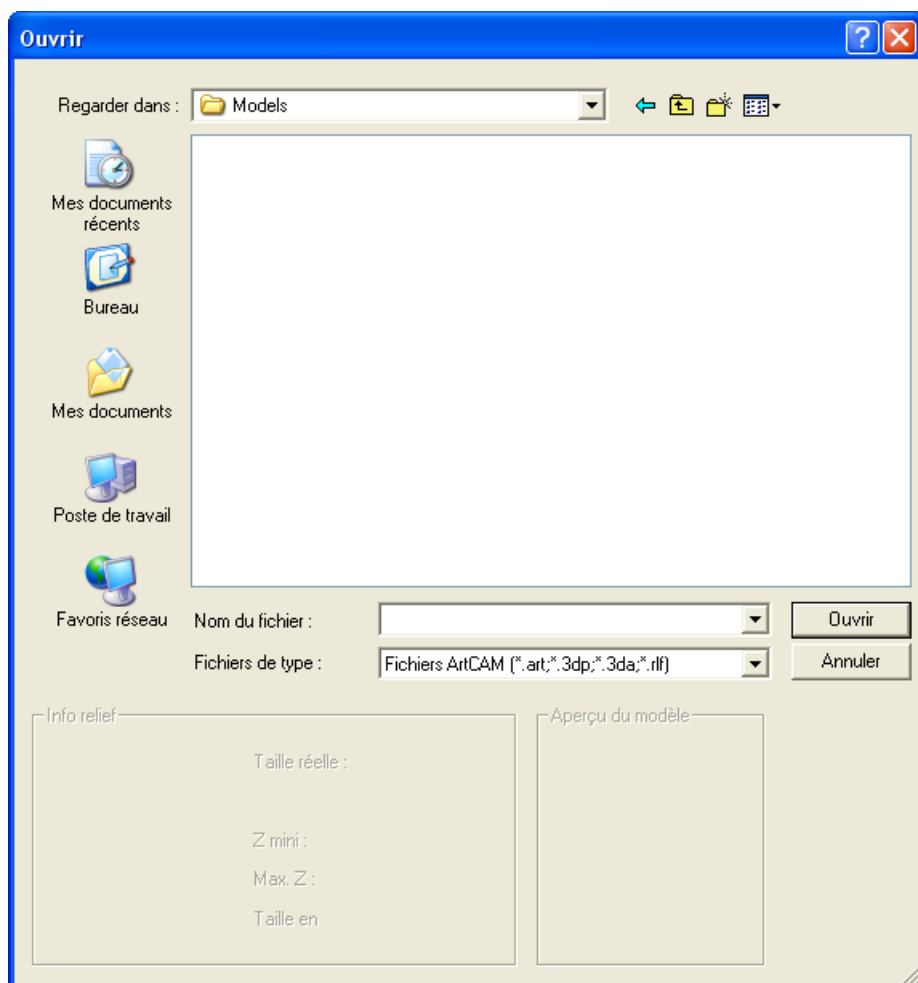 Ouvrir
Regarder dans :
Models
Mes documents
récents
Bureau
Mes documents
Poste de travail
Favoris réseau
Nom du fichier :
Ouvrir
Fichiers de type :
Fichiers ArtCAM (*.art;*.3dp;*.3da;*.rlf)
Annuler
Info relief
Aperçu du modèle
Taille réelle :
Z mini :
Max. Z :
Taille en